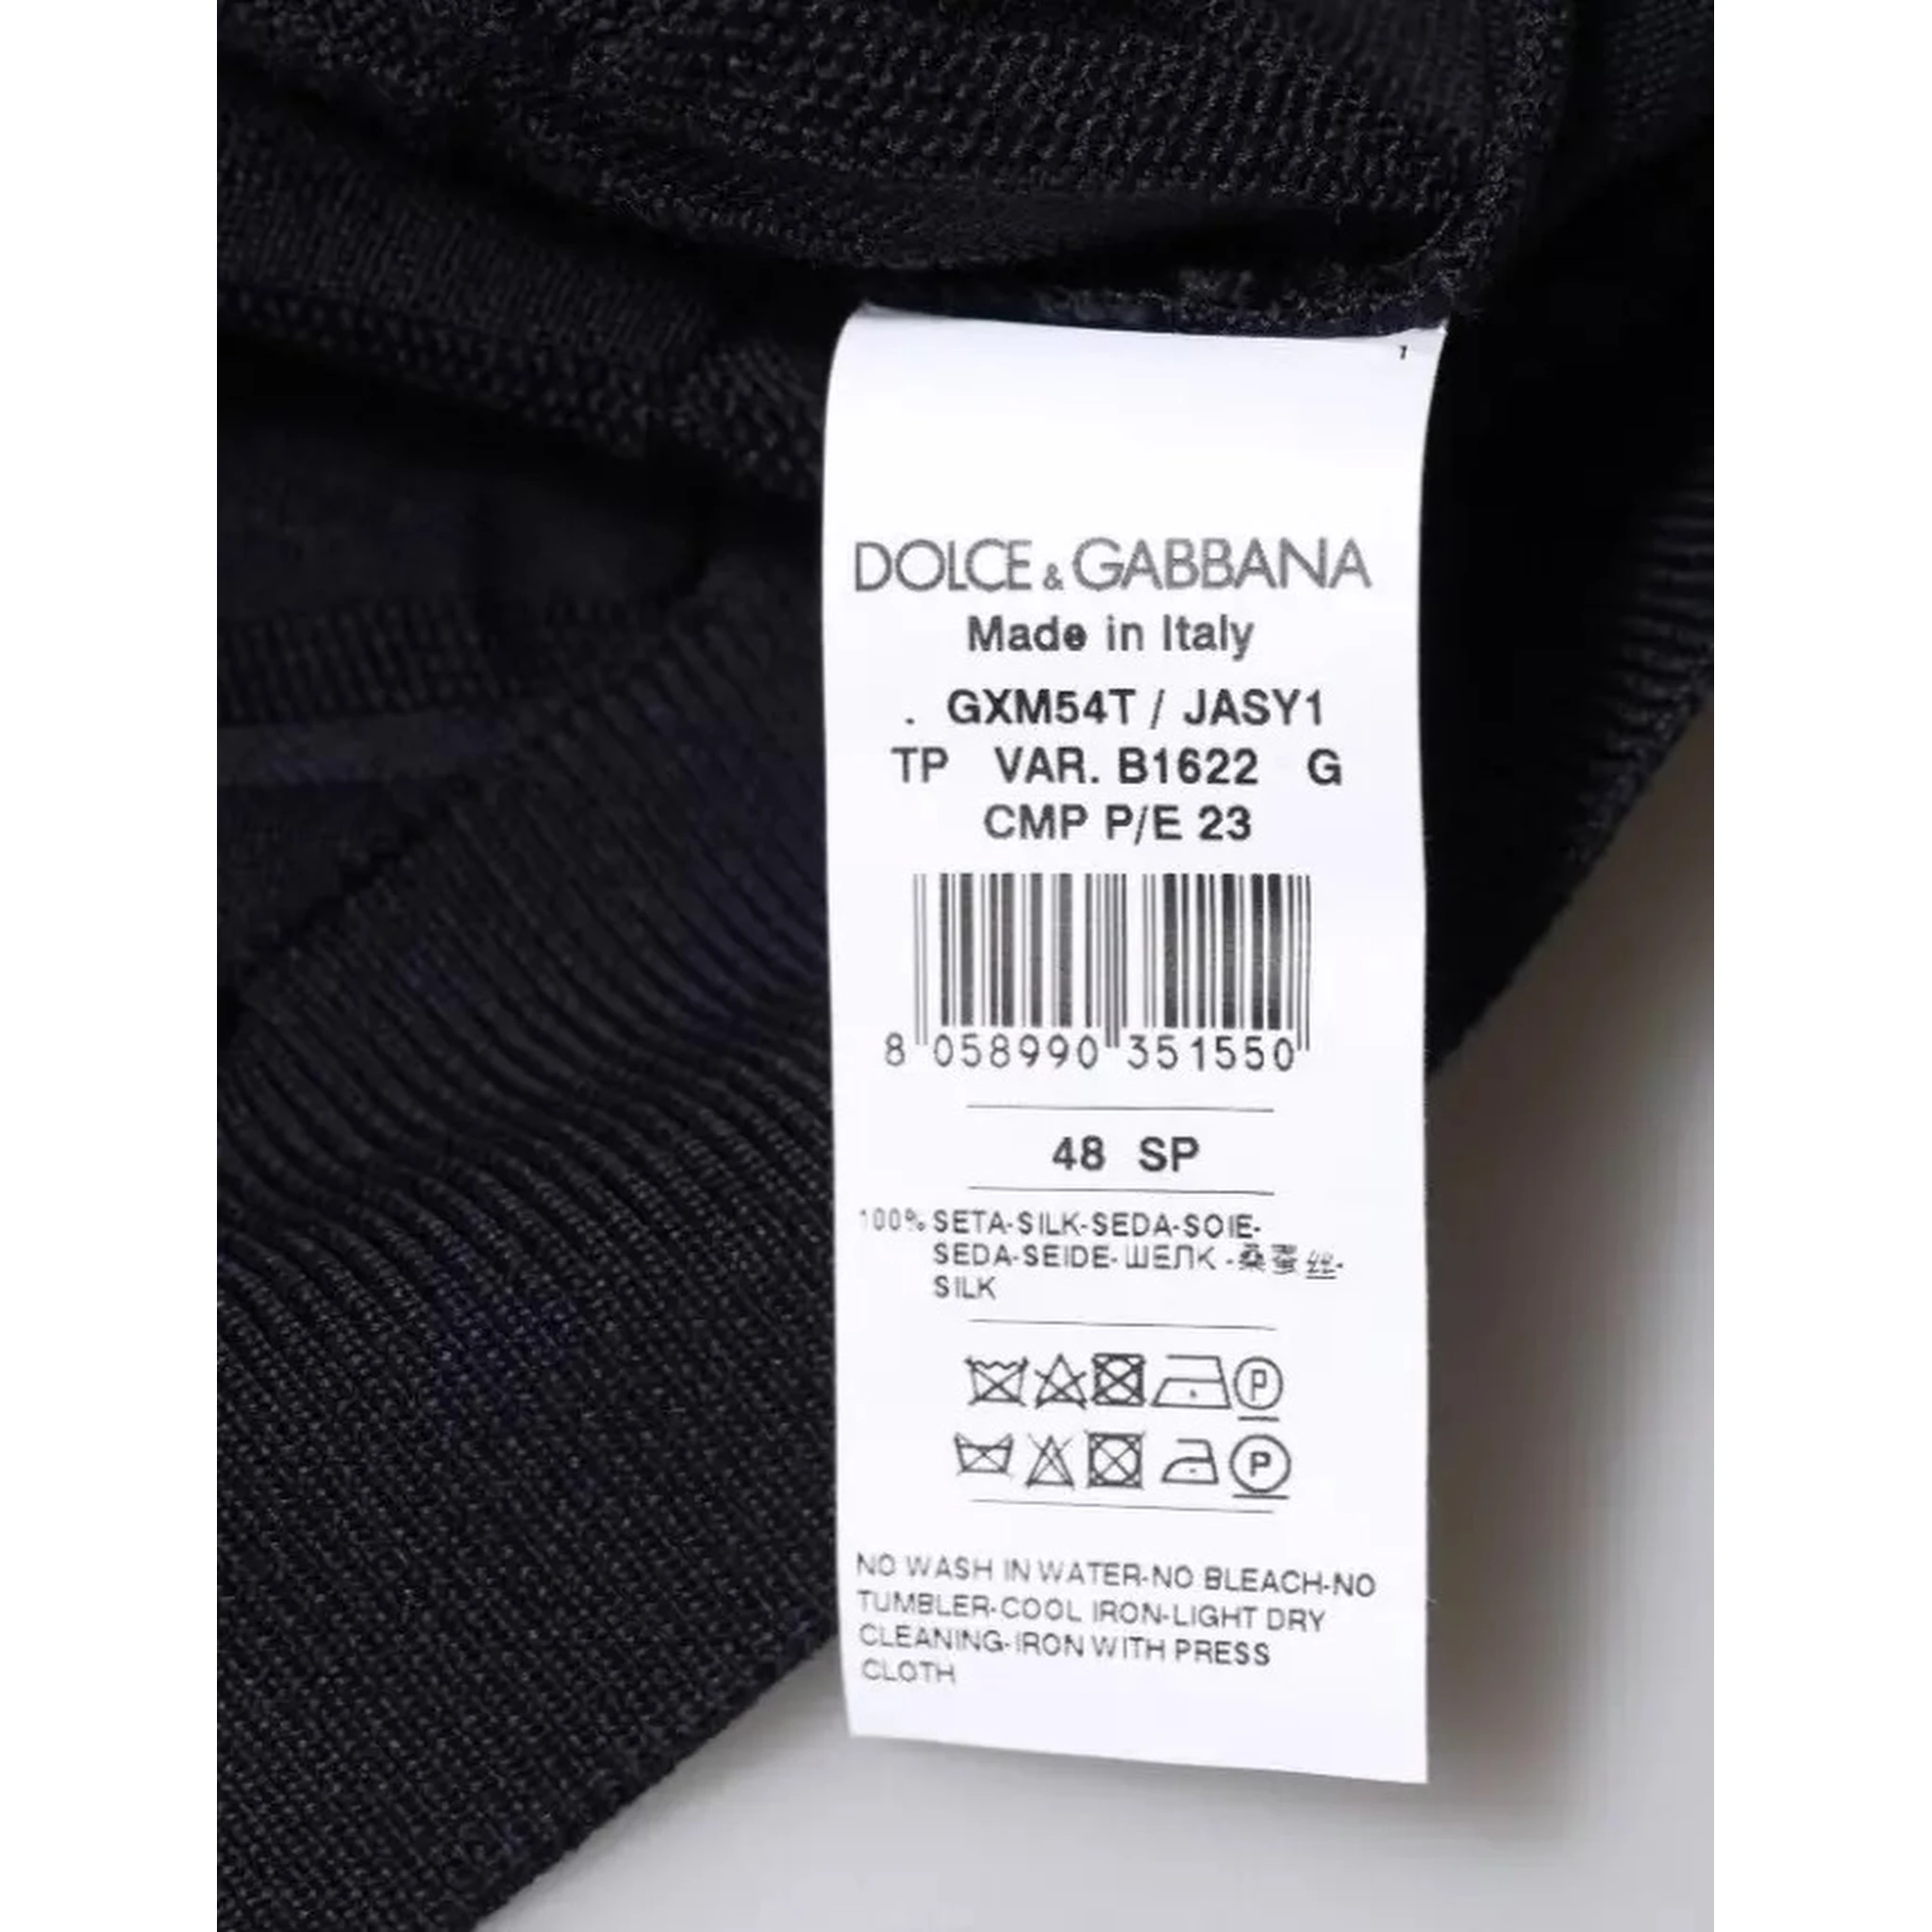 DOLCE & GABBANA
Made in Italy
. GXM54T / JASY1
TP VAR. B1622 G
CMP P/E 23
8 058990 351550
48 SP
100% SETA-SILK-SEDA-SOIE-
SEDA-SEIDE-ШЕЛК -桑蚕丝-
SILK
P
P
NO WASH IN WATER-NO BLEACH-NO
TUMBLER-COOL IRON-LIGHT DRY
CLEANING-IRON WITH PRESS
CLOTH